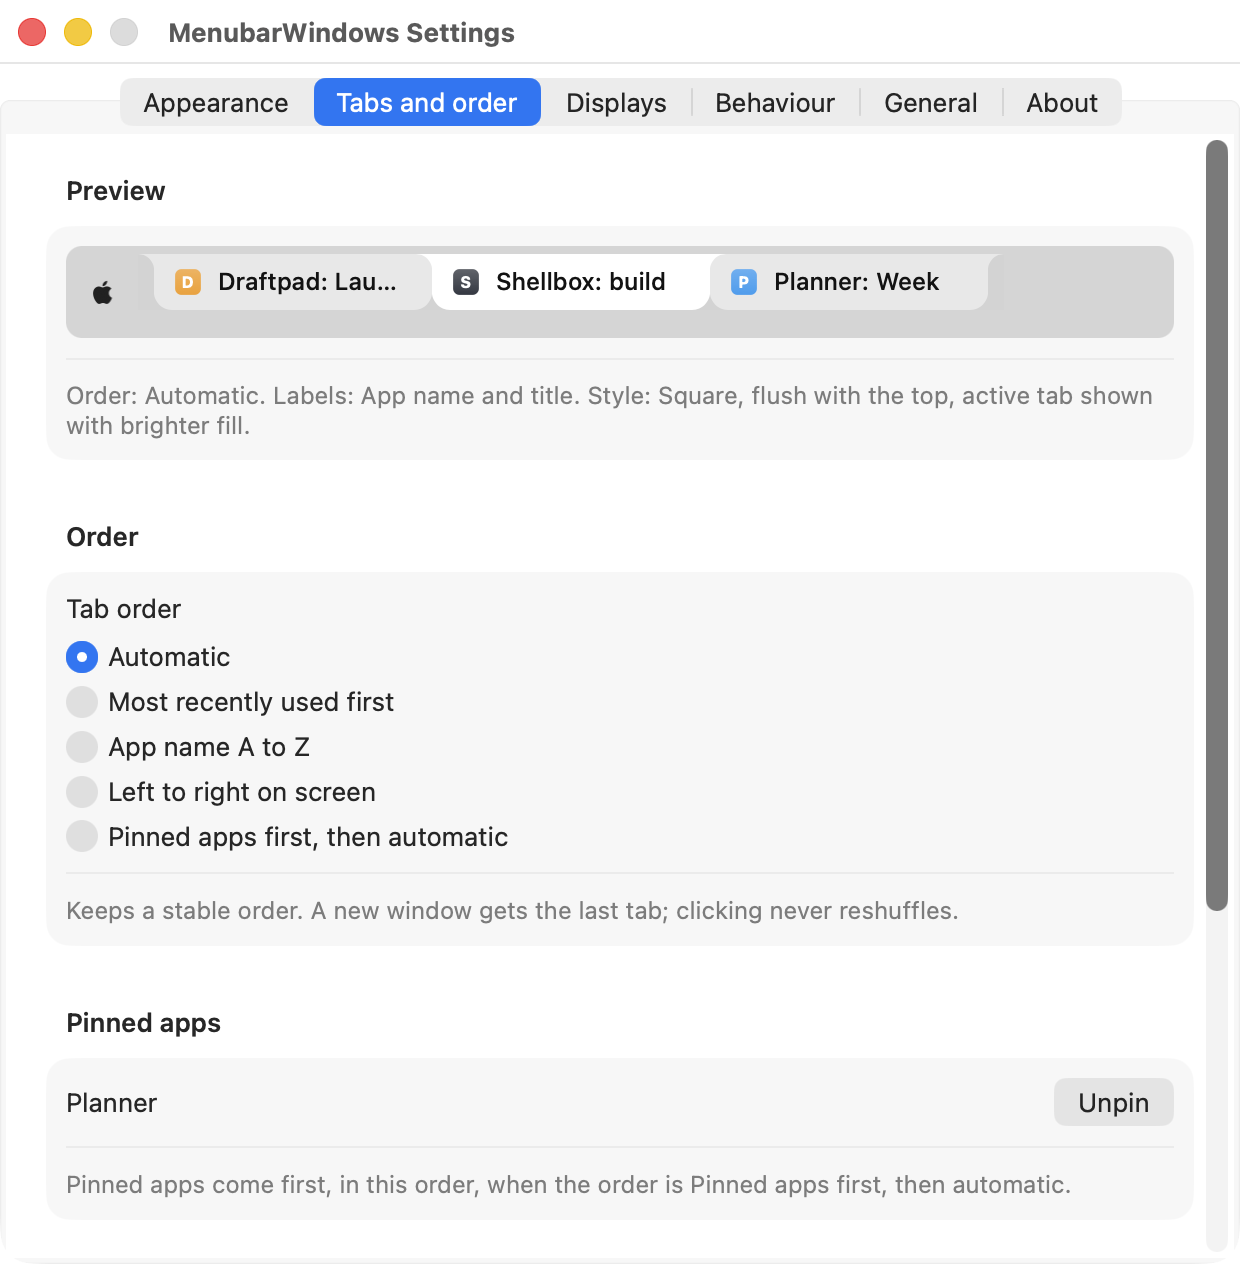 MenubarWindows Settings
Appearance
Tabs and order
Displays
Behaviour
General
About
Preview
D Draftpad: Lau...
S Shellbox: build
P Planner: Week
Order: Automatic. Labels: App name and title. Style: Square, flush with the top, active tab shown
with brighter fill.
Order
Tab order
Automatic
Most recently used first
App name A to Z
Left to right on screen
Pinned apps first, then automatic
Keeps a stable order. A new window gets the last tab; clicking never reshuffles.
Pinned apps
Planner
Unpin
Pinned apps come first, in this order, when the order is Pinned apps first, then automatic.